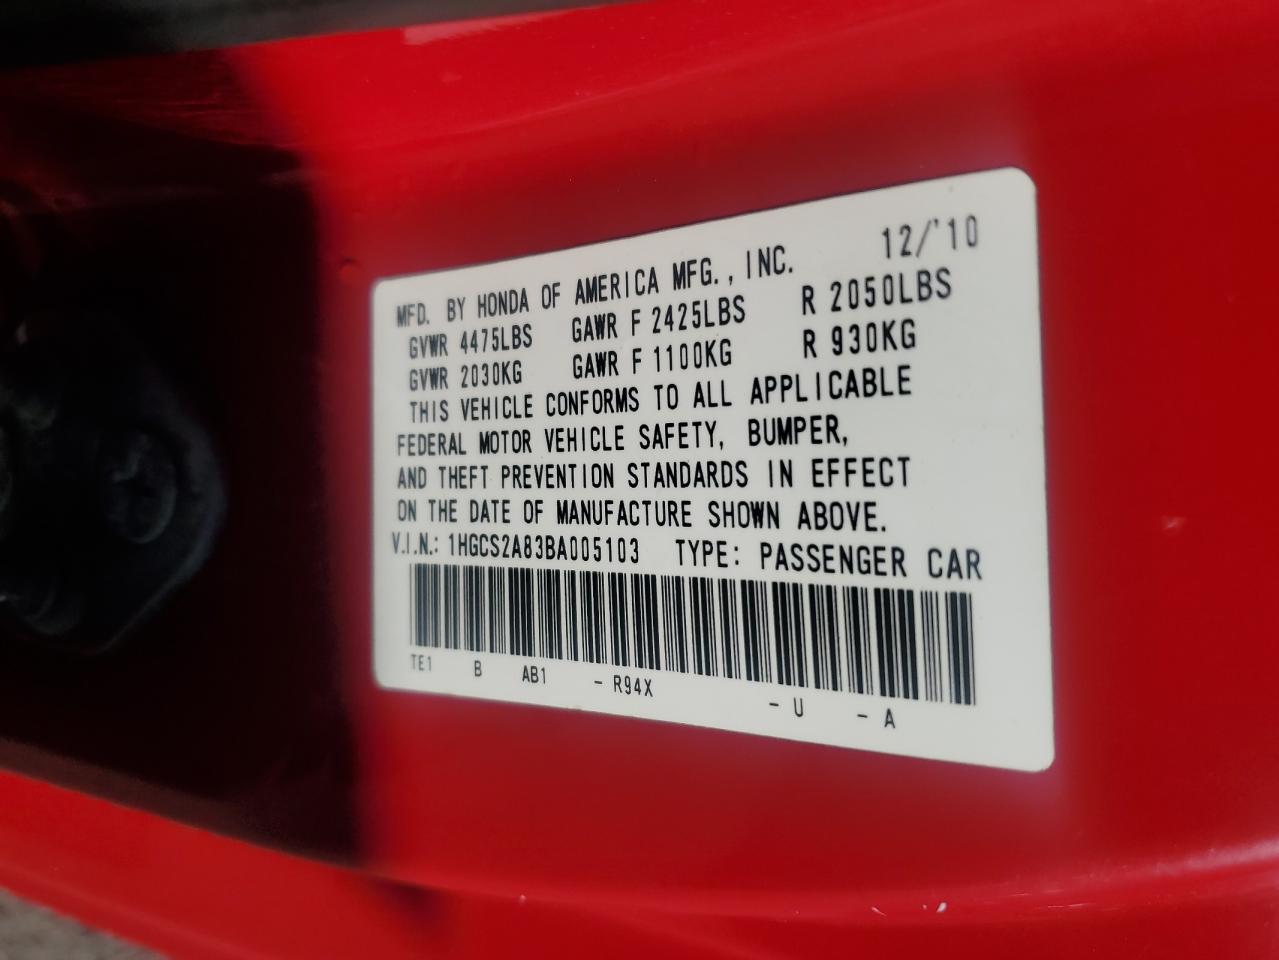 MFD. BY HONDA OF AMERICA MFG., INC. 12/'10
GVWR 4475LBS GAWR F 2425LBS R 2050LBS
GVWR 2030KG GAWR F 1100KG R 930KG
THIS VEHICLE CONFORMS TO ALL APPLICABLE
FEDERAL MOTOR VEHICLE SAFETY, BUMPER,
AND THEFT PREVENTION STANDARDS IN EFFECT
ON THE DATE OF MANUFACTURE SHOWN ABOVE.
V.I.N.: 1HGCS2A83BA005103 TYPE: PASSENGER CAR
TE1 B AB1 - R94X - U - A